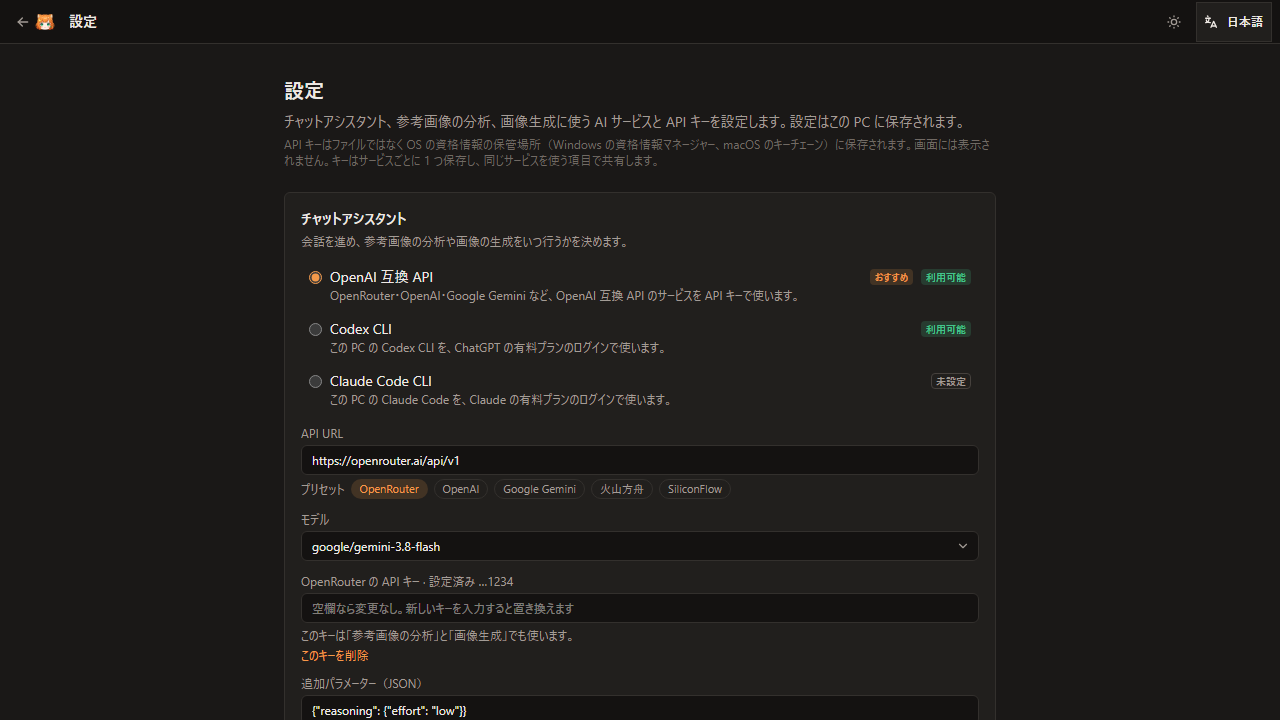 設定
日本語
設定
チャットアシスタント、参考画像の分析、画像生成に使う AI サービスと API キーを設定します。設定はこの PC に保存されます。
API キーはファイルではなく OS の資格情報の保管場所（Windows の資格情報マネージャー、macOS のキーチェーン）に保存されます。画面には表示さ
れません。キーはサービスごとに 1 つ保存し、同じサービスを使う項目で共有します。
チャットアシスタント
会話を進め、参考画像の分析や画像の生成をいつ行うかを決めます。
OpenAI 互換 API おすすめ 利用可能
OpenRouter・OpenAI・Google Gemini など、OpenAI 互換 API のサービスを API キーで使います。
Codex CLI 利用可能
この PC の Codex CLI を、ChatGPT の有料プランのログインで使います。
Claude Code CLI 未設定
この PC の Claude Code を、Claude の有料プランのログインで使います。
API URL
https://openrouter.ai/api/v1
プリセット OpenRouter OpenAI Google Gemini 火山方舟 SiliconFlow
モデル
google/gemini-3.8-flash
OpenRouter の API キー · 設定済み …1234
空欄なら変更なし。新しいキーを入力すると置き換えます
このキーは「参考画像の分析」と「画像生成」でも使います。
このキーを削除
追加パラメーター（JSON）
{"reasoning": {"effort": "low"}}